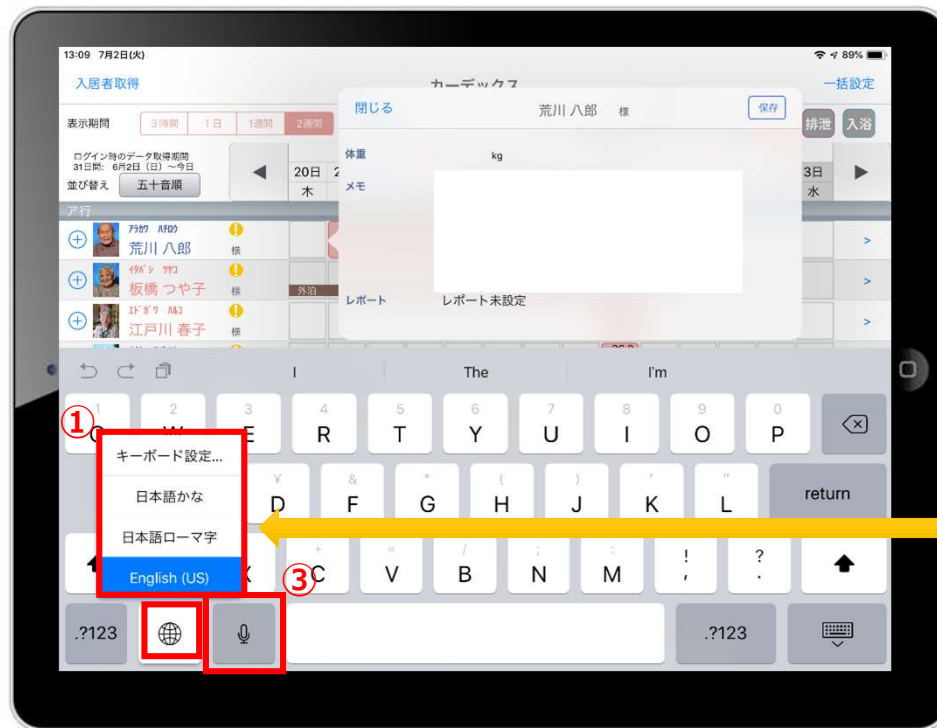 13:09 7月2日(火)
89%
入居者取得
カーデックス
一括設定
表示期間
3時間
1日
1週間
2週間
閉じる
荒川 八郎 様
保存
排泄
入浴
ログイン時のデータ取得期間
31日間: 6月2日(日)~今日
並び替え
五十音順
◀
20日
木
体重
kg
メモ
3日
水
▶
ア行
ｱﾗｶﾜ ﾊﾁﾛｳ
荒川 八郎
様
>
ｲﾀﾊﾞｼ ﾂﾔｺ
板橋 つや子
様
外泊
>
ｴﾄﾞｶﾞﾜ ﾊﾙｺ
江戸川 春子
様
レポート
レポート未設定
>
I
The
I'm
①
1
2
3
E
4
R
5
T
6
Y
7
U
8
I
9
O
0
P
キーボード設定...
日本語かな
日本語ローマ字
English (US)
¥
D
&
F
*
G
(
H
)
J
'
K
"
L
return
③
+
C
=
V
/
B
;
N
:
M
!
,
?
.
.?123
.?123